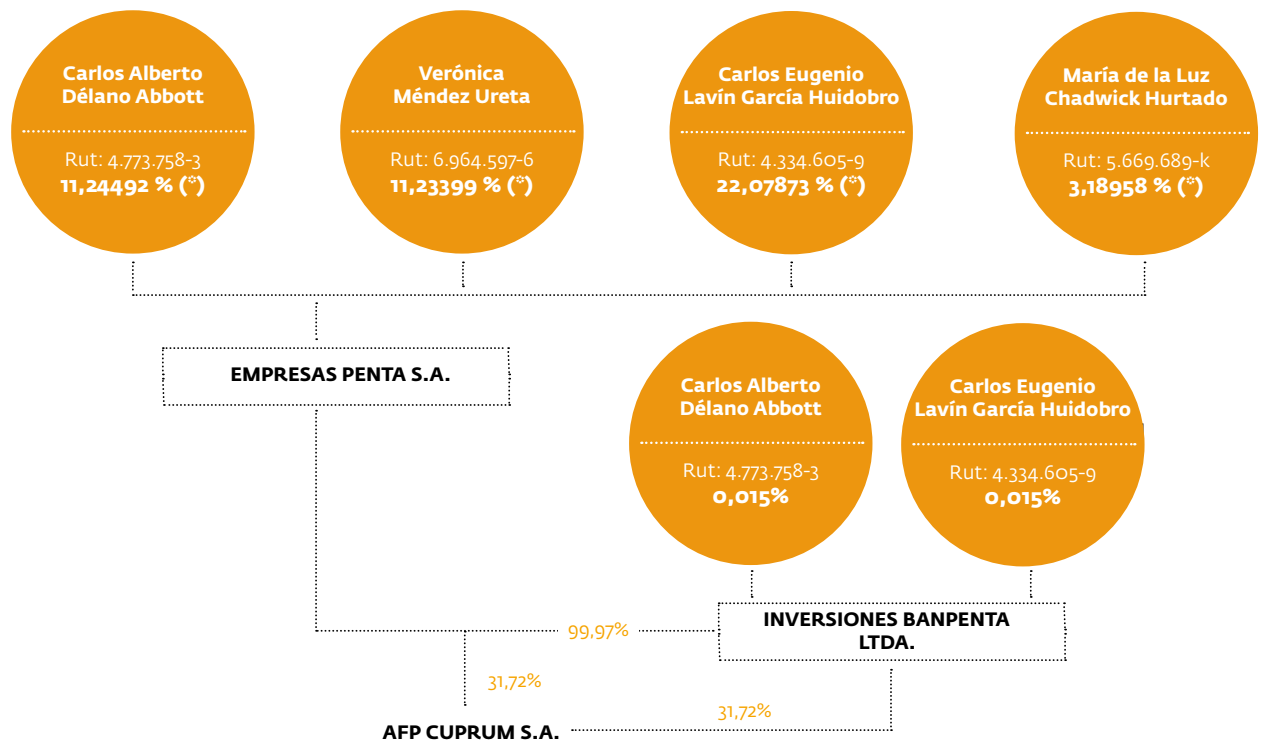 Carlos Alberto
Délano Abbott
Rut: 4.773.758-3
11,24492 % (*)
Verónica
Méndez Ureta
Rut: 6.964.597-6
11,23399 % (*)
Carlos Eugenio
Lavín García Huidobro
Rut: 4.334.605-9
22,07873 % (*)
María de la Luz
Chadwick Hurtado
Rut: 5.669.689-k
3,18958 % (*)
EMPRESAS PENTA S.A.
Carlos Alberto
Délano Abbott
Rut: 4.773.758-3
0,015%
Carlos Eugenio
Lavín García Huidobro
Rut: 4.334.605-9
0,015%
INVERSIONES BANPENTA
LTDA.
99,97%
31,72%
31,72%
AFP CUPRUM S.A.